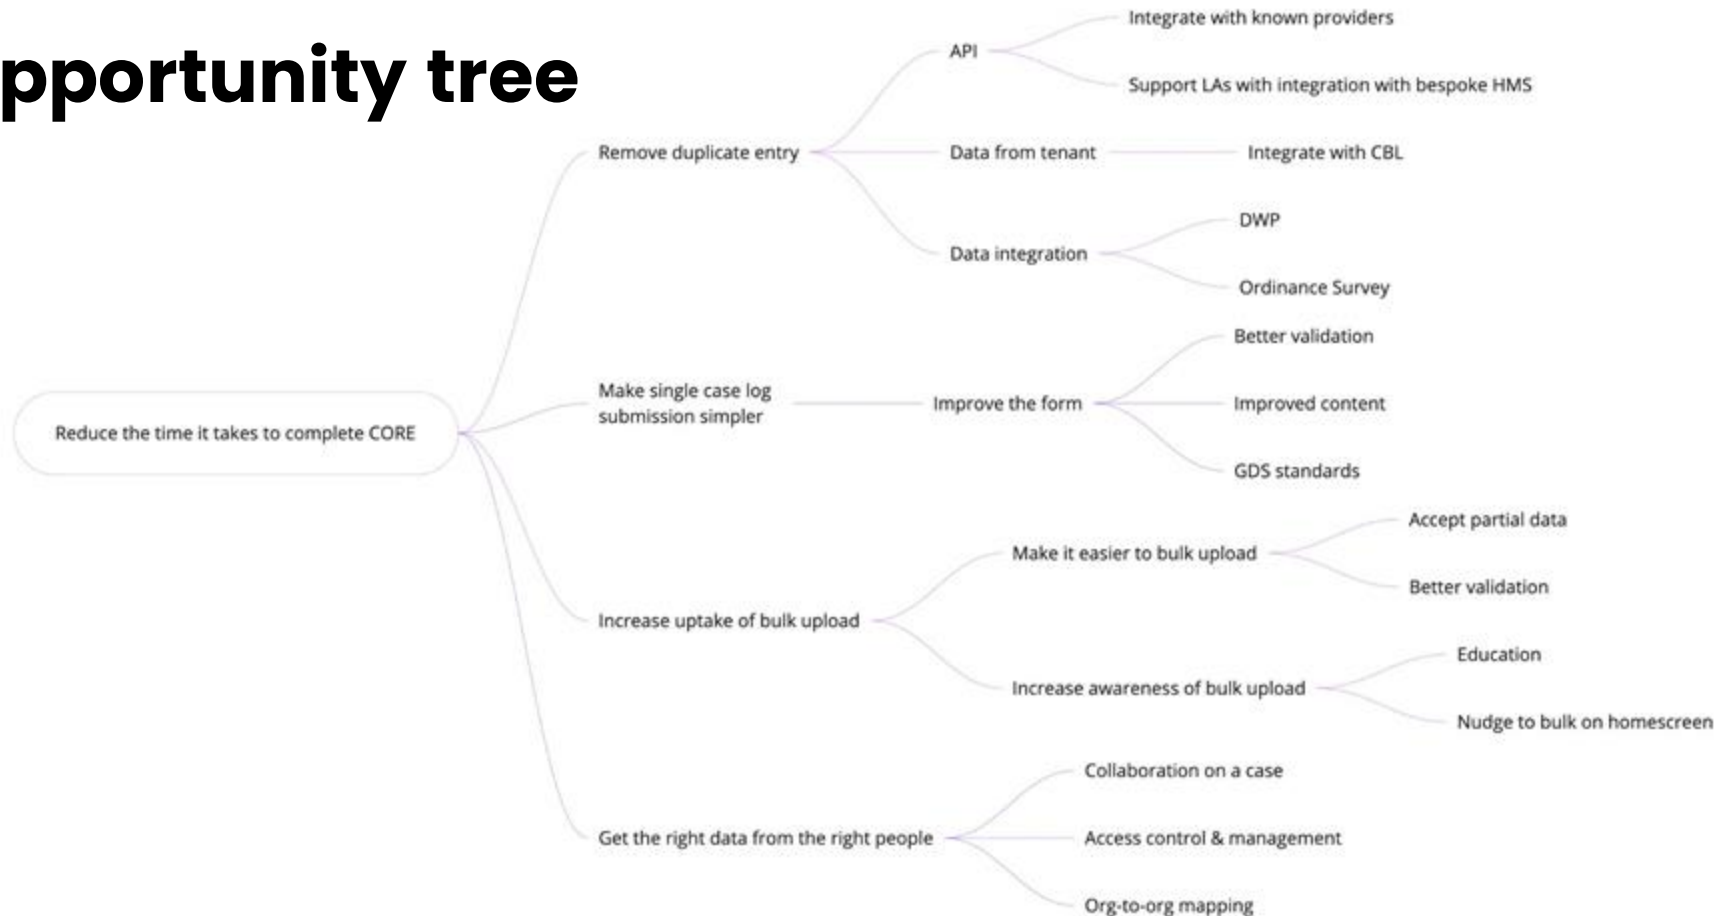 pportunity tree
Reduce the time it takes to complete CORE
Remove duplicate entry
API
Integrate with known providers
Support LAs with integration with bespoke HMS
Data from tenant
Integrate with CBL
Data integration
DWP
Ordinance Survey
Make single case log
submission simpler
Improve the form
Better validation
Improved content
GDS standards
Increase uptake of bulk upload
Make it easier to bulk upload
Accept partial data
Better validation
Increase awareness of bulk upload
Education
Nudge to bulk on homescreen
Get the right data from the right people
Collaboration on a case
Access control & management
Org-to-org mapping